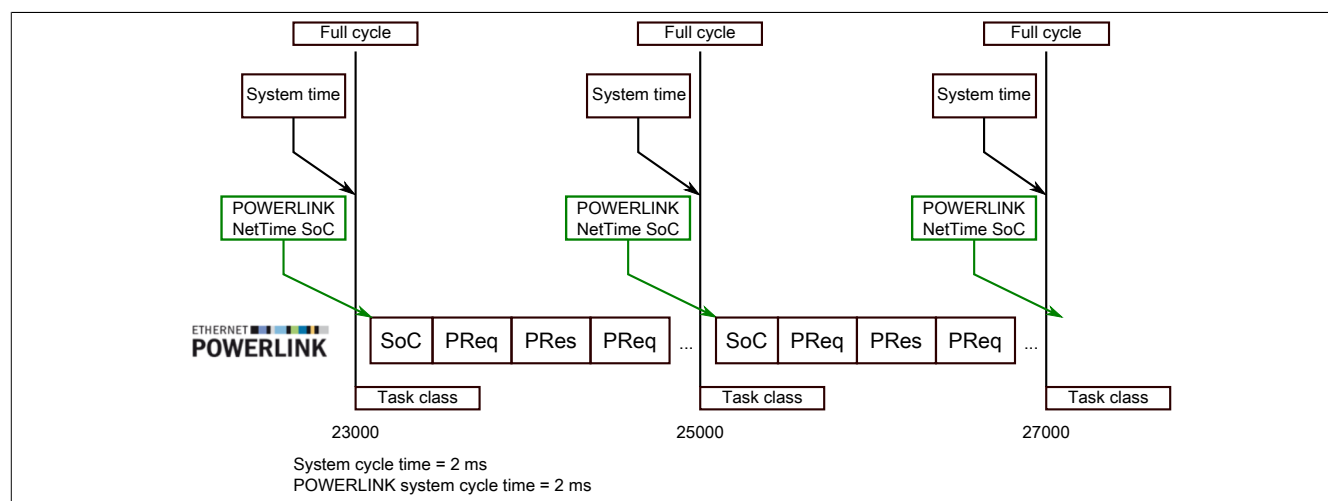 Full cycle Full cycle Full cycle
System time System time System time
POWERLINK POWERLINK POWERLINK
NetTime SoC NetTime SoC NetTime SoC
ETHERNET
POWERLINK
SoC PReq PRes PReq ... SoC PReq PRes PReq ...
Task class Task class Task class
23000 25000 27000
System cycle time = 2 ms
POWERLINK system cycle time = 2 ms